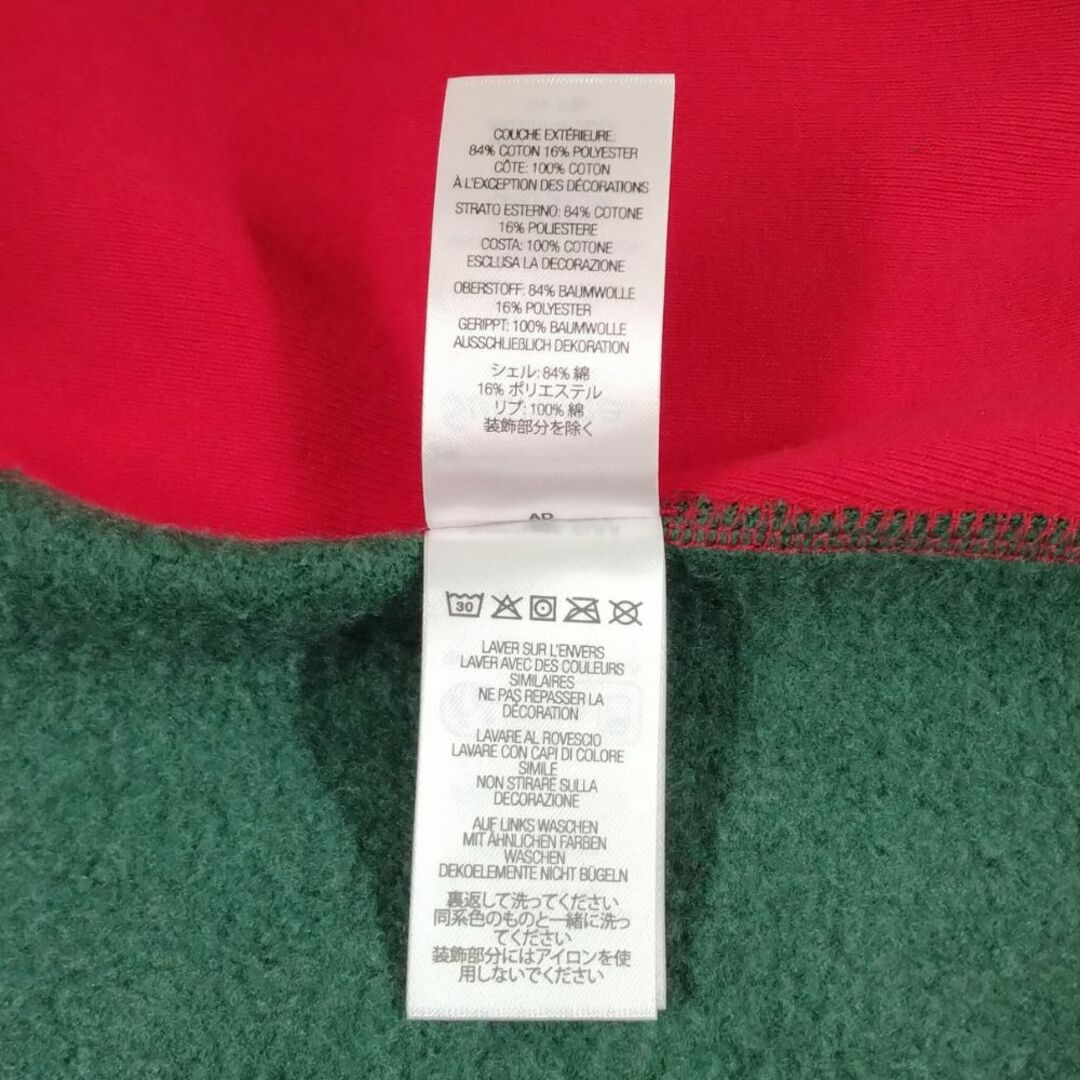 COUCHE EXTÉRIEURE:
84% COTON 16% POLYESTER
CÔTE: 100% COTON
À L'EXCEPTION DES DÉCORATIONS
STRATO ESTERNO: 84% COTONE
16% POLIESTERE
COSTA: 100% COTONE
ESCLUSA LA DECORAZIONE
OBERSTOFF: 84% BAUMWOLLE
16% POLYESTER
GERIPPT: 100% BAUMWOLLE
AUSSCHLIEßLICH DEKORATION
シェル: 84% 綿
16% ポリエステル
リブ: 100% 綿
装飾部分を除く
30
LAVER SUR L'ENVERS
LAVER AVEC DES COULEURS
SIMILAIRES
NE PAS REPASSER LA
DÉCORATION
LAVARE AL ROVESCIO
LAVARE CON CAPI DI COLORE
SIMILE
NON STIRARE SULLA
DECORAZIONE
AUF LINKS WASCHEN
MIT ÄHNLICHEN FARBEN
WASCHEN
DEKOELEMENTE NICHT BÜGELN
裏返して洗ってください
同系色のものと一緒に洗っ
てください
装飾部分にはアイロンを使
用しないでください